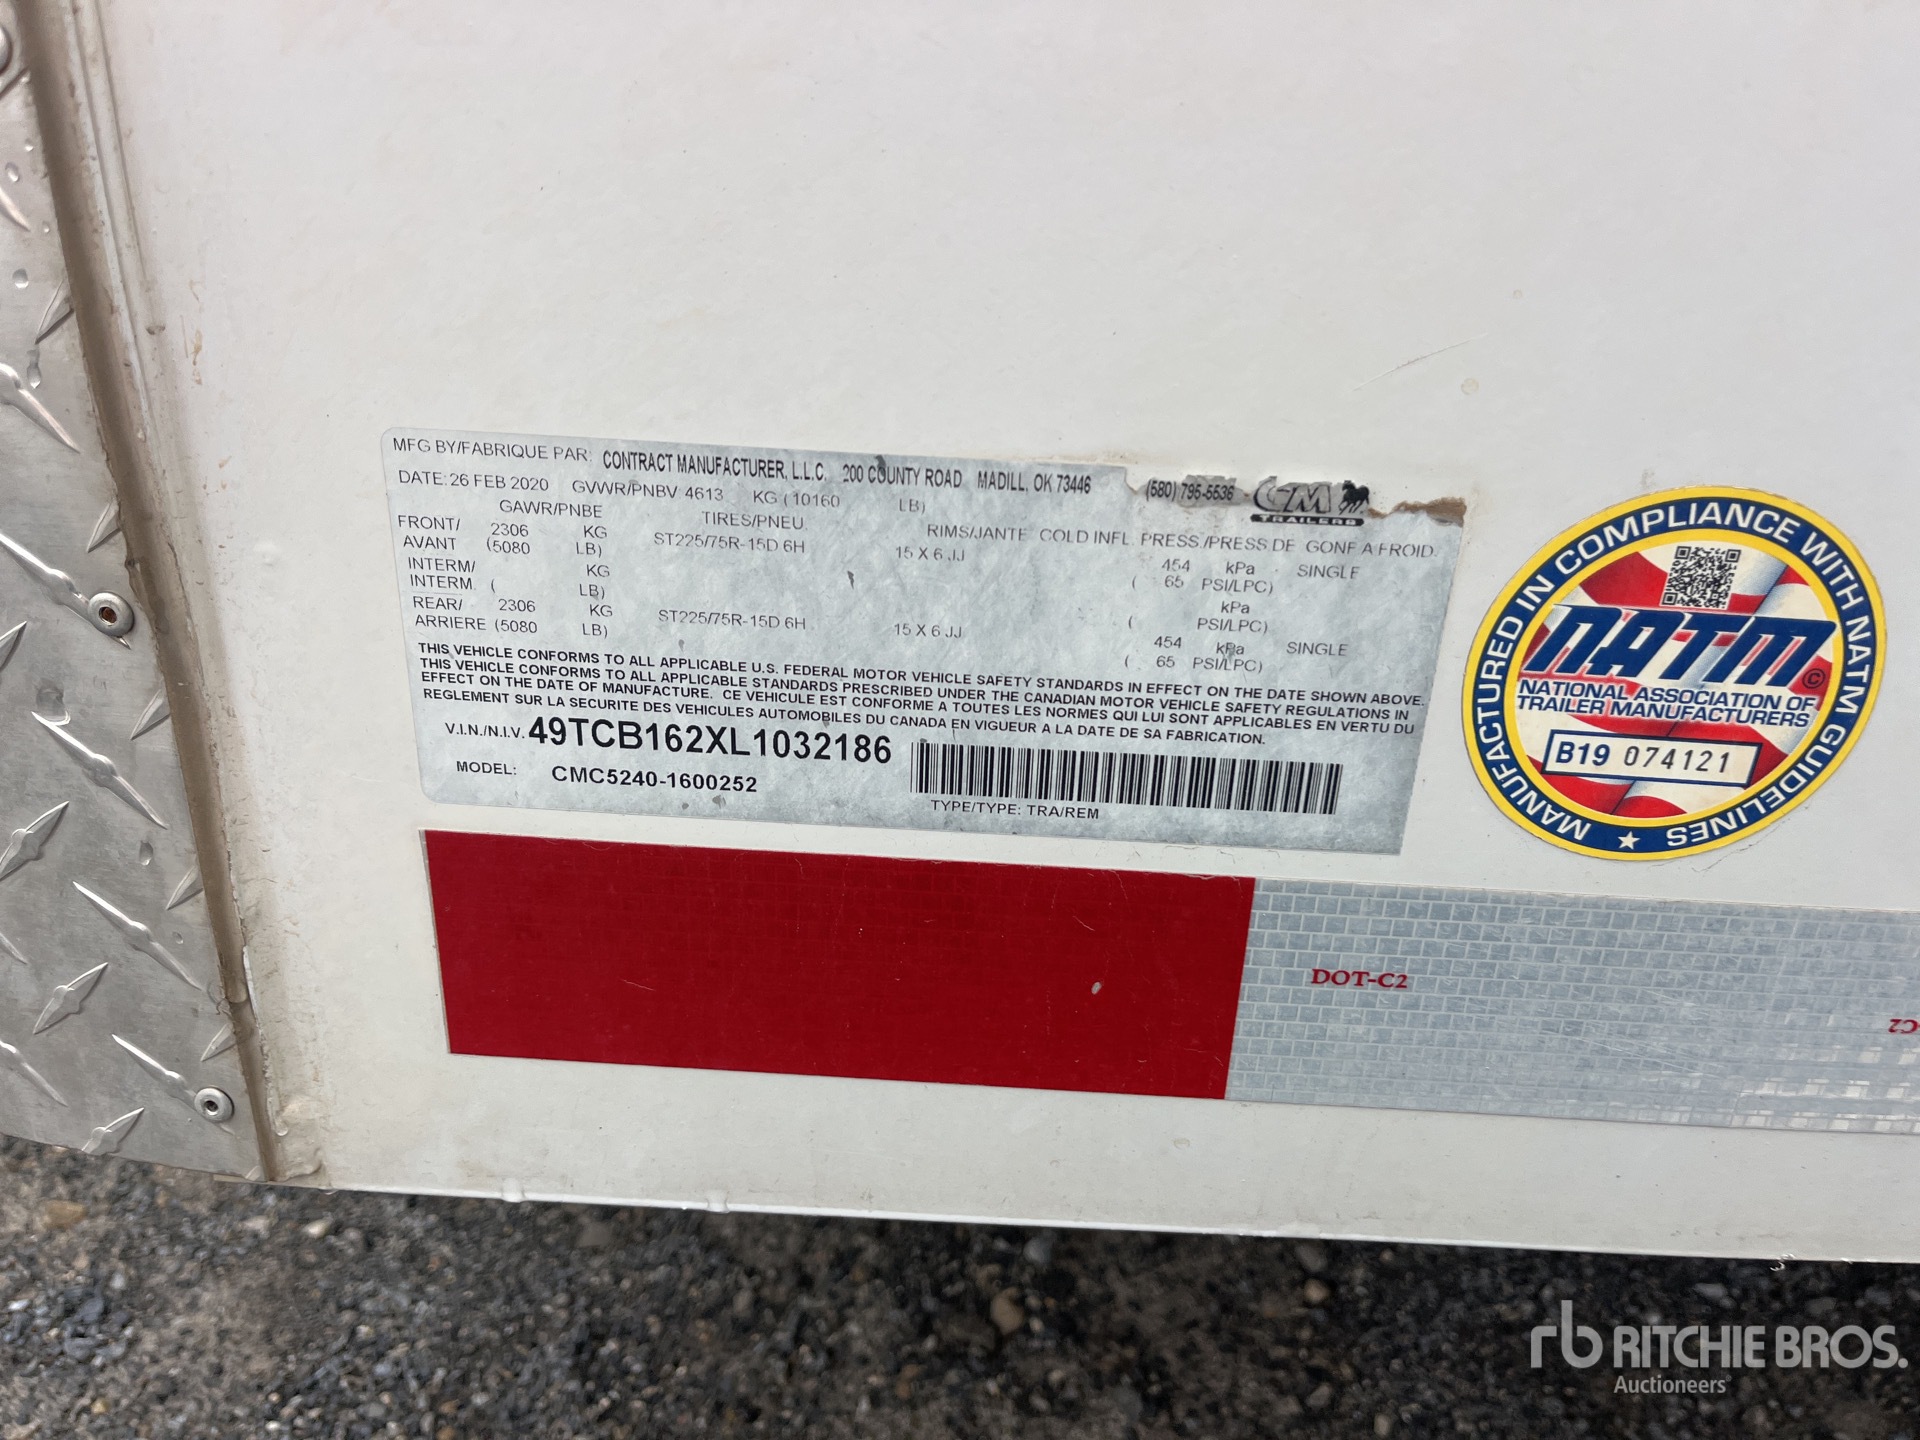 MFG BY/FABRIQUE PAR: CONTRACT MANUFACTURER, L.L.C. 200 COUNTY ROAD MADILL, OK 73446 (580) 795-5536 CM
TRAILERS
DATE: 26 FEB 2020 GVWR/PNBV 4613 KG (10160 LB)
GAWR/PNBE TIRES/PNEU RIMS/JANTE COLD INFL. PRESS./PRESS DE GONF A FROID.
FRONT/ 2306 KG ST225/75R-15D 6H 15 X 6 JJ 454 kPa SINGLE
AVANT (5080 LB) ( 65 PSI/LPC)
INTERM/ KG kPa
INTERM. ( LB) ( PSI/LPC)
REAR/ 2306 KG ST225/75R-15D 6H 15 X 6 JJ 454 kPa SINGLE
ARRIERE (5080 LB) ( 65 PSI/LPC)
THIS VEHICLE CONFORMS TO ALL APPLICABLE U.S. FEDERAL MOTOR VEHICLE SAFETY STANDARDS IN EFFECT ON THE DATE SHOWN ABOVE.
THIS VEHICLE CONFORMS TO ALL APPLICABLE STANDARDS PRESCRIBED UNDER THE CANADIAN MOTOR VEHICLE SAFETY REGULATIONS IN
EFFECT ON THE DATE OF MANUFACTURE. CE VEHICULE EST CONFORME A TOUTES LES NORMES QUI LUI SONT APPLICABLES EN VERTU DU
REGLEMENT SUR LA SECURITE DES VEHICULES AUTOMOBILES DU CANADA EN VIGUEUR A LA DATE DE SA FABRICATION.
V.I.N./N.I.V. 49TCB162XL1032186
MODEL: CMC5240-1600252
TYPE/TYPE: TRA/REM
MANUFACTURED IN COMPLIANCE WITH NATM GUIDELINES ★
NATM ©
NATIONAL ASSOCIATION OF
TRAILER MANUFACTURERS
B19 074121
DOT-C2
-C2
rb RITCHIE BROS.
Auctioneers